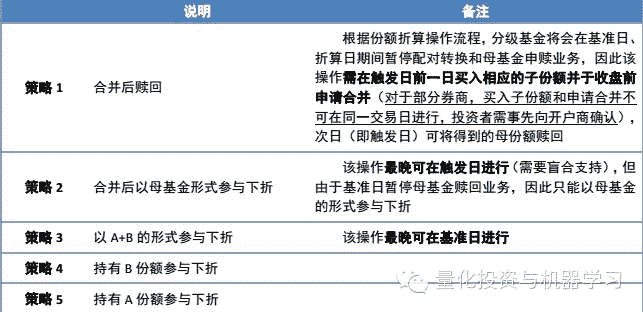 说明 备注
根据份额折算操作流程，分级基金将会在基准日、
折算日期间暂停配对转换和母基金申赎业务，因此该
策略 1 合并后赎回 操作需在触发日前一日买入相应的子份额并于收盘前
申请合并（对于部分券商，买入子份额和申请合并不
可在同一交易日进行，投资者需事先向开户商确认），
次日（即触发日）可将得到的母份额赎回
该操作最晚可在触发日进行（需要盲合支持），但
策略 2 合并后以母基金形式参与下折 由于基准日暂停母基金赎回业务，因此只能以母基金
的形式参与下折
策略 3 以 A+B 的形式参与下折 该操作最晚可在基准日进行
策略 4 持有 B 份额参与下折
策略 5 持有 A 份额参与下折
量化投资与机器学习